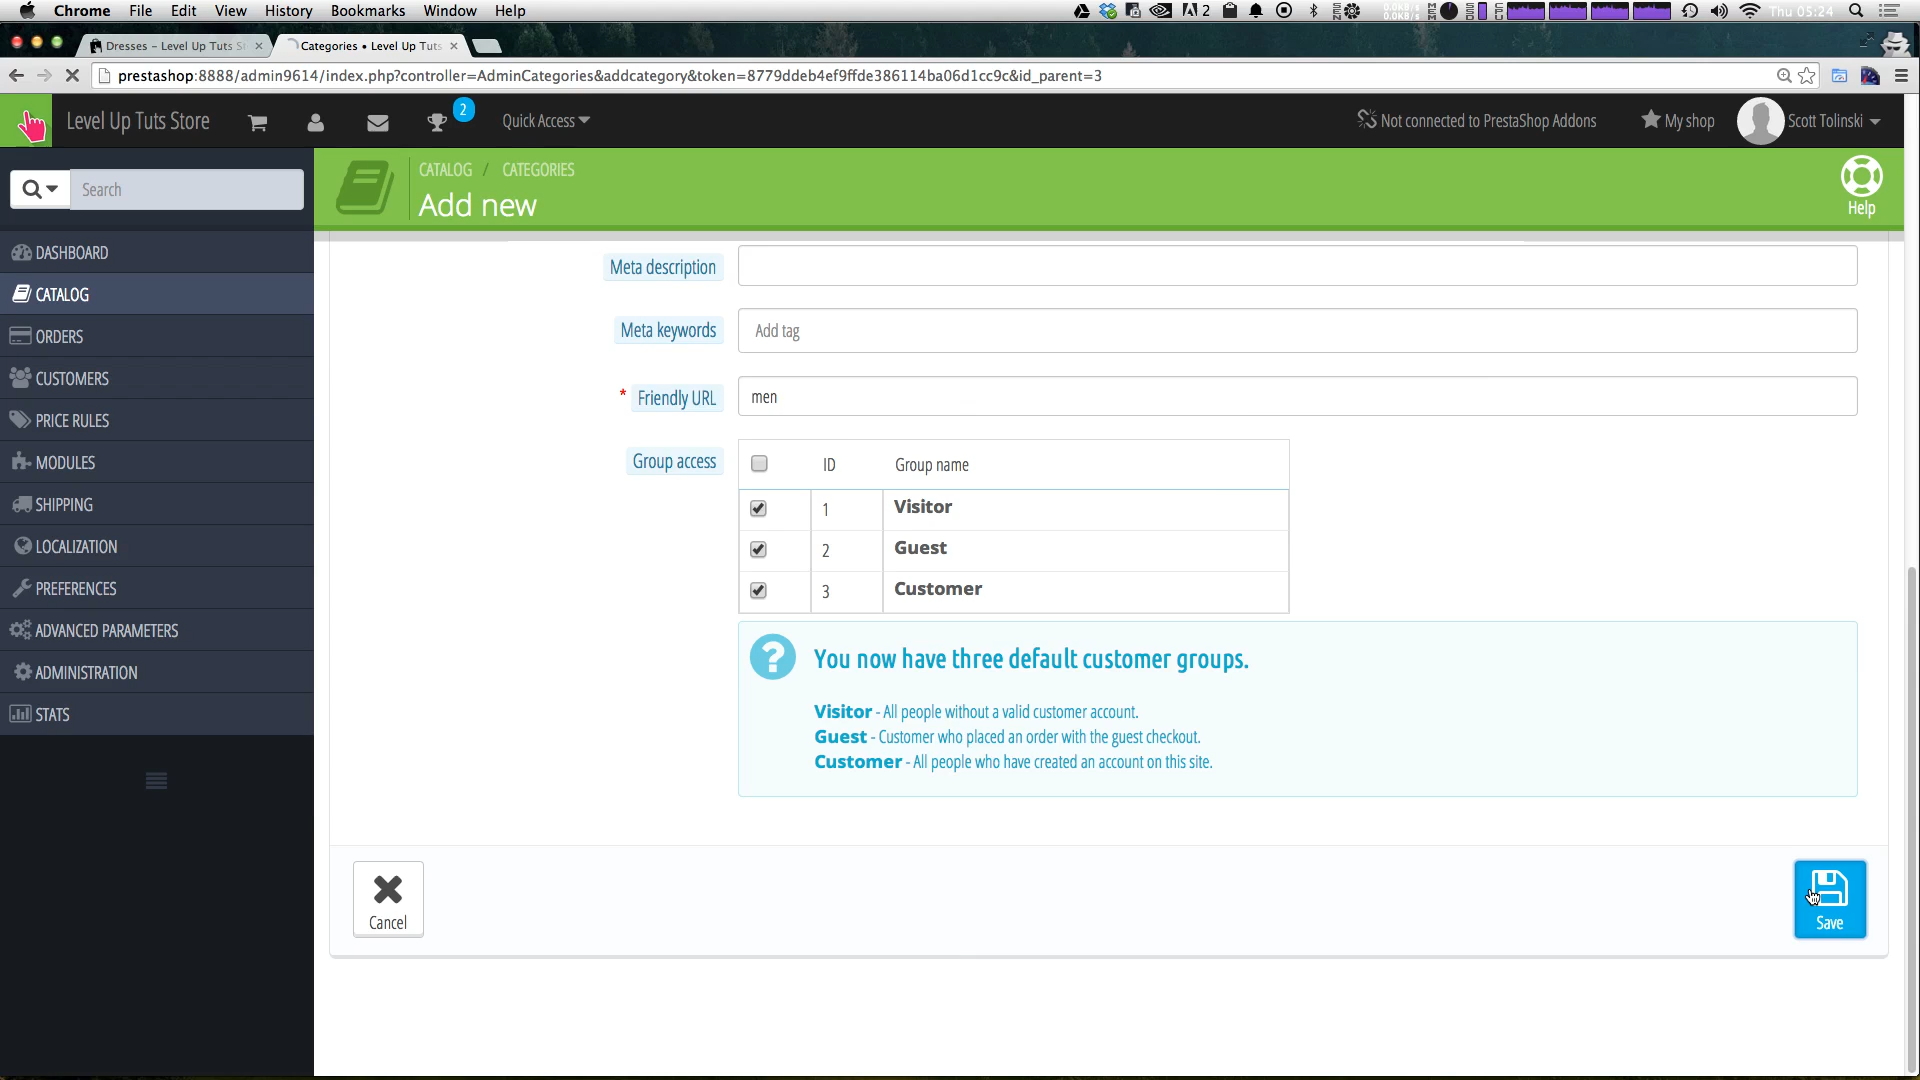 Chrome File Edit View History Bookmarks Window Help
2
Thu 05:24
Dresses – Level Up Tuts S
Categories • Level Up Tuts
prestashop:8888/admin9614/index.php?controller=AdminCategories&addcategory&token=8779ddeb4ef9ffde386114ba06d1cc9c&id_parent=3
Level Up Tuts Store
2
Quick Access
Not connected to PrestaShop Addons
My shop
Scott Tolinski
Search
CATALOG / CATEGORIES
Add new
Help
DASHBOARD
CATALOG
ORDERS
CUSTOMERS
PRICE RULES
MODULES
SHIPPING
LOCALIZATION
PREFERENCES
ADVANCED PARAMETERS
ADMINISTRATION
STATS
Meta description
Meta keywords
Add tag
* Friendly URL
men
Group access
ID Group name
1 Visitor
2 Guest
3 Customer
You now have three default customer groups.
Visitor - All people without a valid customer account.
Guest - Customer who placed an order with the guest checkout.
Customer - All people who have created an account on this site.
Cancel
Save